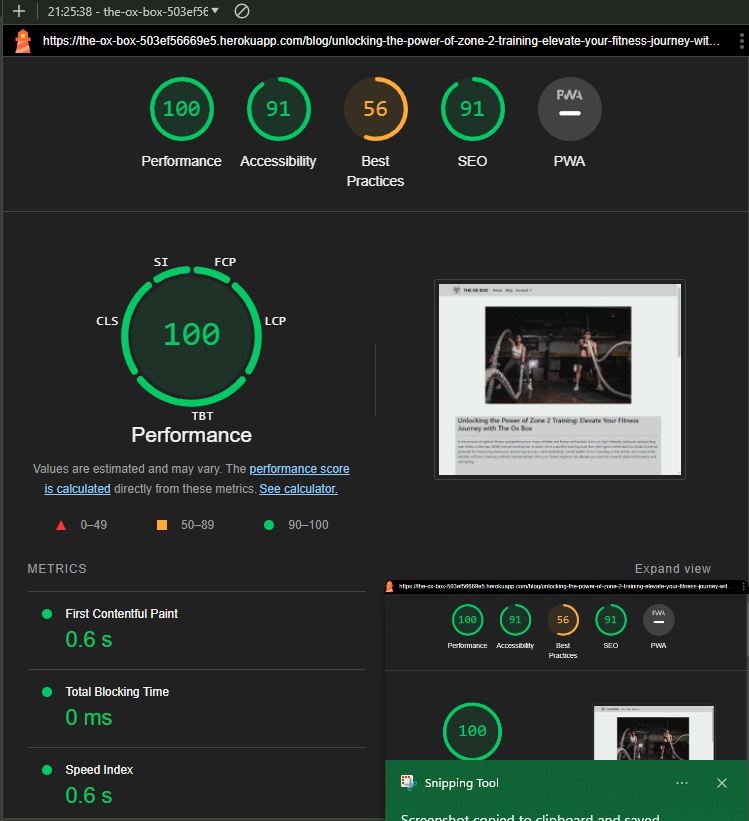 21:25:38 - the-ox-box-503ef56
https://the-ox-box-503ef56669e5.herokuapp.com/blog/unlocking-the-power-of-zone-2-training-elevate-your-fitness-journey-wit...
100 91 56 91 PWA
Performance Accessibility Best Practices SEO PWA
SI FCP
CLS LCP
100
TBT
THE OX BOX Home Blog Account
Unlocking the Power of Zone 2 Training: Elevate Your Fitness
Journey with The Ox Box
Performance
Values are estimated and may vary. The performance score
is calculated directly from these metrics. See calculator.
0–49 50–89 90–100
METRICS Expand view
First Contentful Paint
0.6 s
Total Blocking Time
0 ms
Speed Index
0.6 s
https://the-ox-box-503ef56669e5.herokuapp.com/blog/unlocking-the-power-of-zone-2-training-elevate-your-fitness-journey-wit...
100 91 56 91 PWA
Performance Accessibility Best Practices SEO PWA
100
Snipping Tool
Screenshot copied to clipboard and saved